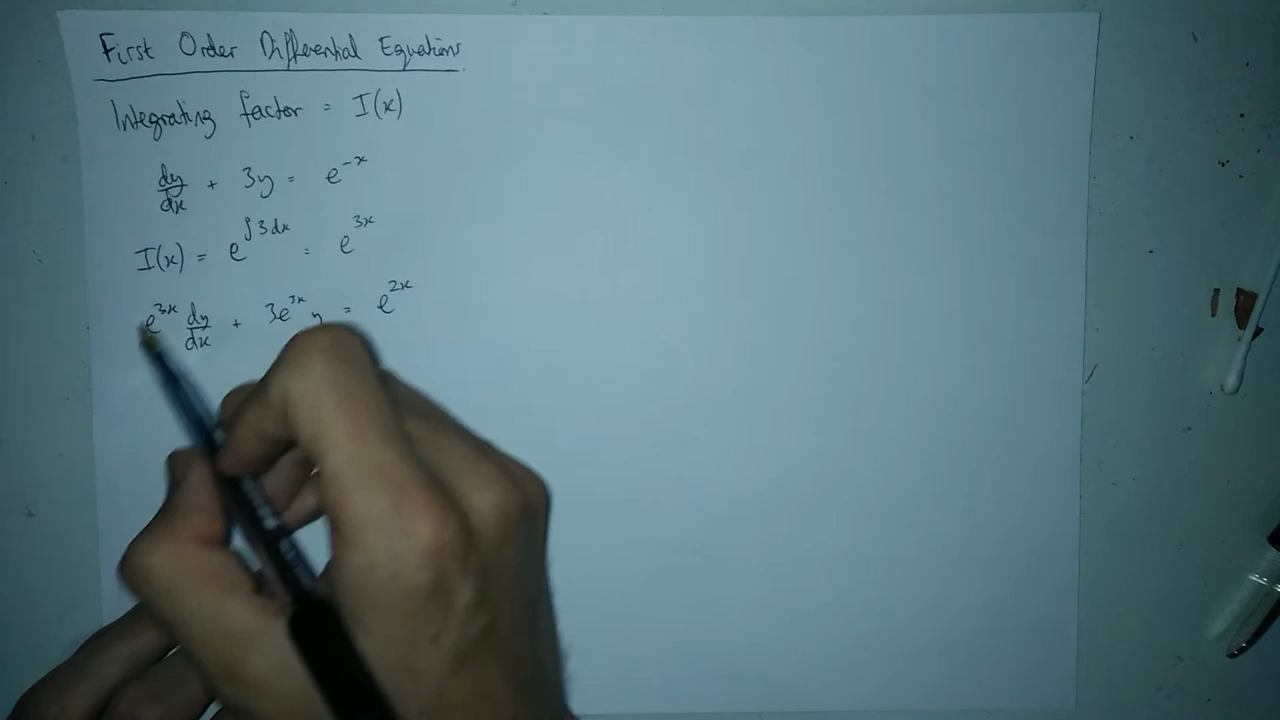 First Order Differential Equations
Integrating factor = I(x)
dy/dx + 3y = e^{-x}
I(x) = e^{∫3dx} = e^{3x}
e^{3x} dy/dx + 3e^{3x} y = e^{2x}